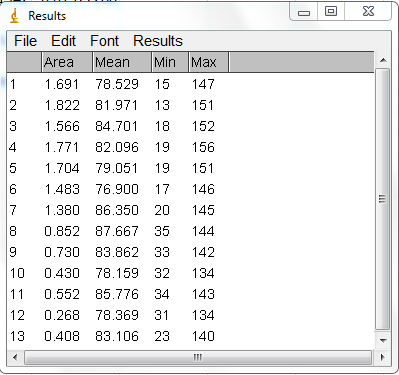 Results
File Edit Font Results
Area Mean Min Max
1 1.691 78.529 15 147
2 1.822 81.971 13 151
3 1.566 84.701 18 152
4 1.771 82.096 19 156
5 1.704 79.051 19 151
6 1.483 76.900 17 146
7 1.380 86.350 20 145
8 0.852 87.667 35 144
9 0.730 83.862 33 142
10 0.430 78.159 32 134
11 0.552 85.776 34 143
12 0.268 78.369 31 134
13 0.408 83.106 23 140